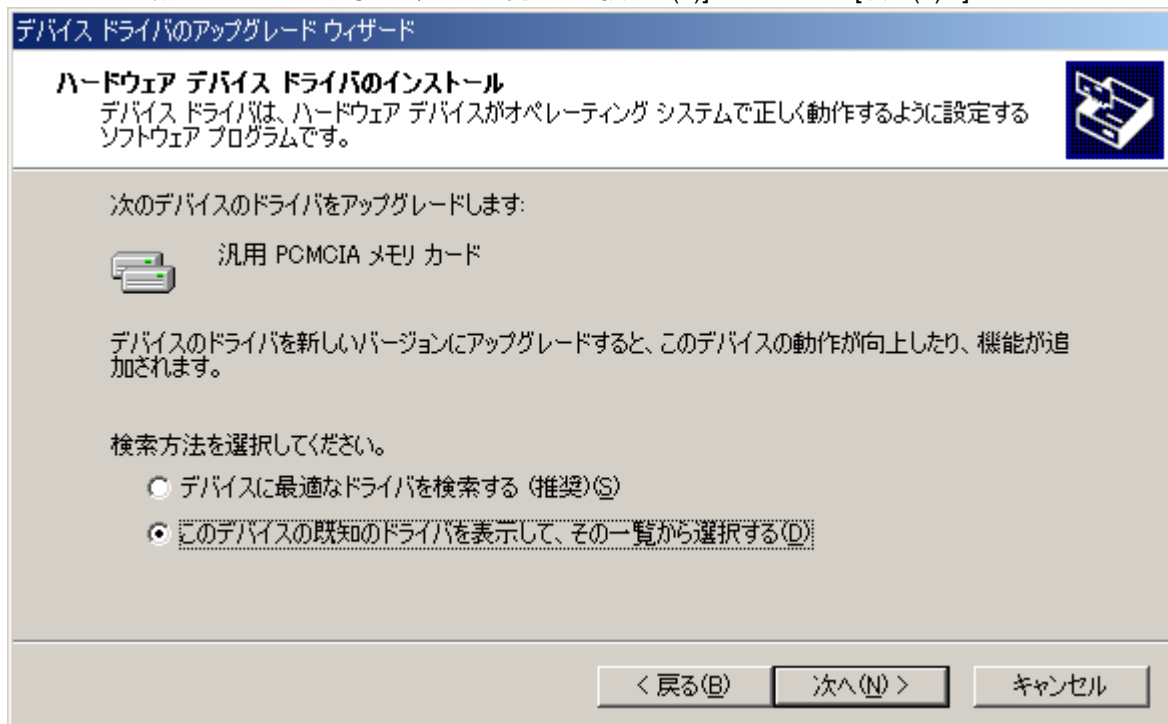 デバイス ドライバのアップグレード ウィザード
ハードウェア デバイス ドライバのインストール
デバイス ドライバは、ハードウェア デバイスがオペレーティング システムで正しく動作するように設定する
ソフトウェア プログラムです。
次のデバイスのドライバをアップグレードします:
汎用 PCMCIA メモリ カード
デバイスのドライバを新しいバージョンにアップグレードすると、このデバイスの動作が向上したり、機能が追
加されます。
検索方法を選択してください。
デバイスに最適なドライバを検索する (推奨)(S)
このデバイスの既知のドライバを表示して、その一覧から選択する(D)
< 戻る(B)
次へ(N) >
キャンセル